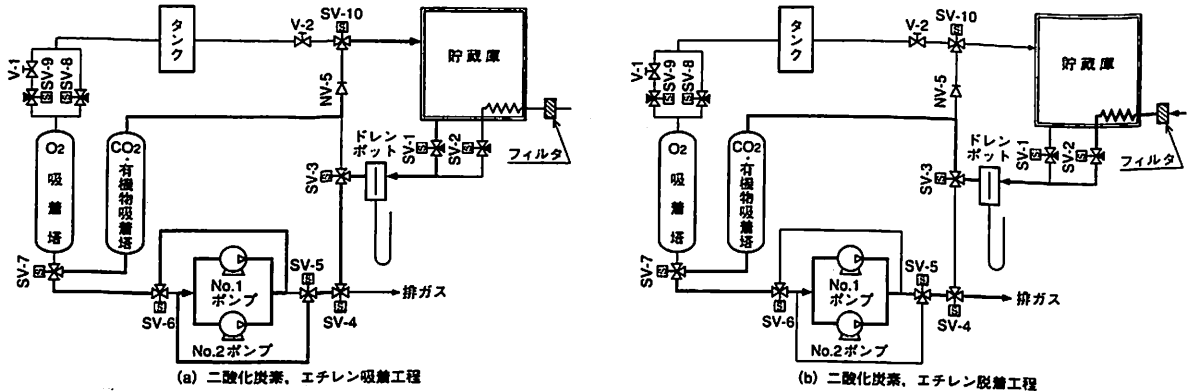 SV-10
V-2
タンク
貯蔵庫
V-1
SV-9
SV-8
NV-5
O2
吸着塔
CO2・有機物吸着塔
ドレン
ポット
SV-1
SV-2
フィルタ
SV-3
SV-7
No.1
ポンプ
SV-5
排ガス
SV-6
SV-4
No.2ポンプ
(a) 二酸化炭素，エチレン吸着工程
SV-10
V-2
タンク
貯蔵庫
V-1
SV-9
SV-8
NV-5
O2
吸着塔
CO2・有機物吸着塔
ドレン
ポット
SV-1
SV-2
フィルタ
SV-3
SV-7
No.1
ポンプ
SV-5
排ガス
SV-6
SV-4
No.2ポンプ
(b) 二酸化炭素，エチレン脱着工程